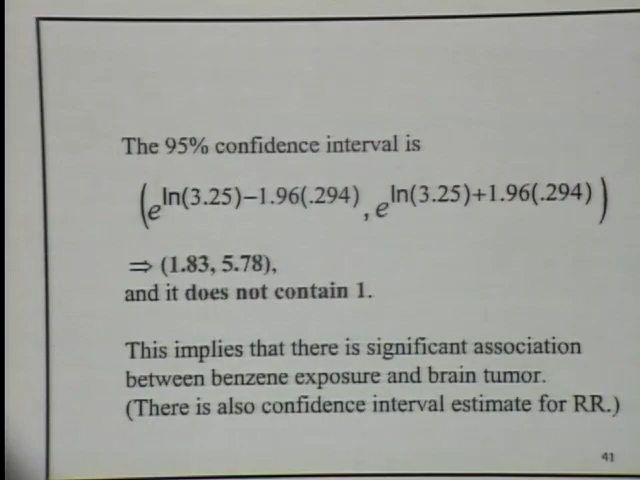 The 95% confidence interval is
(e^ln(3.25)−1.96(.294) , e^ln(3.25)+1.96(.294))
⇒ (1.83, 5.78),
and it does not contain 1.
This implies that there is significant association
between benzene exposure and brain tumor.
(There is also confidence interval estimate for RR.)
41